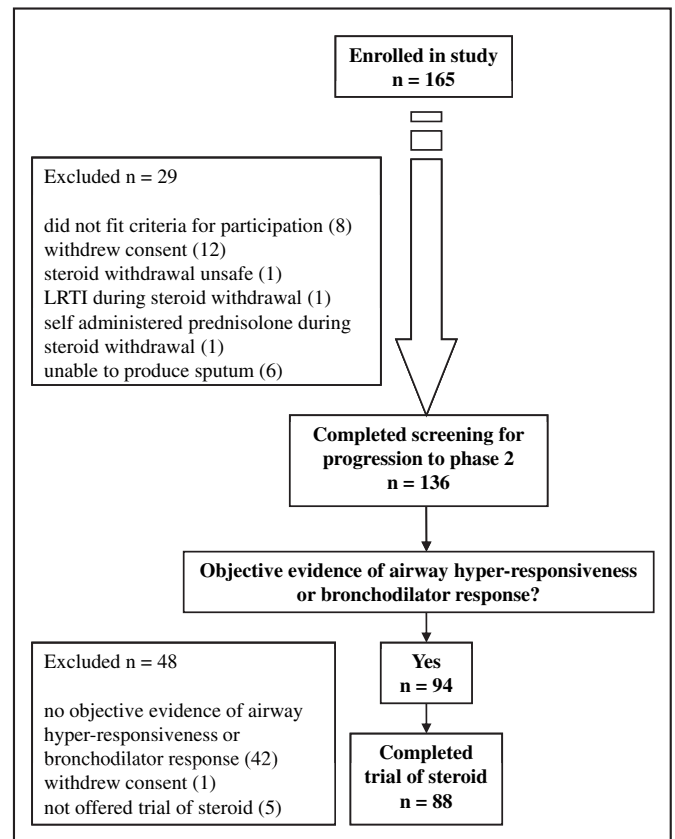 Enrolled in study
n = 165
Excluded n = 29
did not fit criteria for participation (8)
withdrew consent (12)
steroid withdrawal unsafe (1)
LRTI during steroid withdrawal (1)
self administered prednisolone during
steroid withdrawal (1)
unable to produce sputum (6)
Completed screening for
progression to phase 2
n = 136
Objective evidence of airway hyper-responsiveness
or bronchodilator response?
Yes
n = 94
Excluded n = 48
no objective evidence of airway
hyper-responsiveness or
bronchodilator response (42)
withdrew consent (1)
not offered trial of steroid (5)
Completed
trial of steroid
n = 88